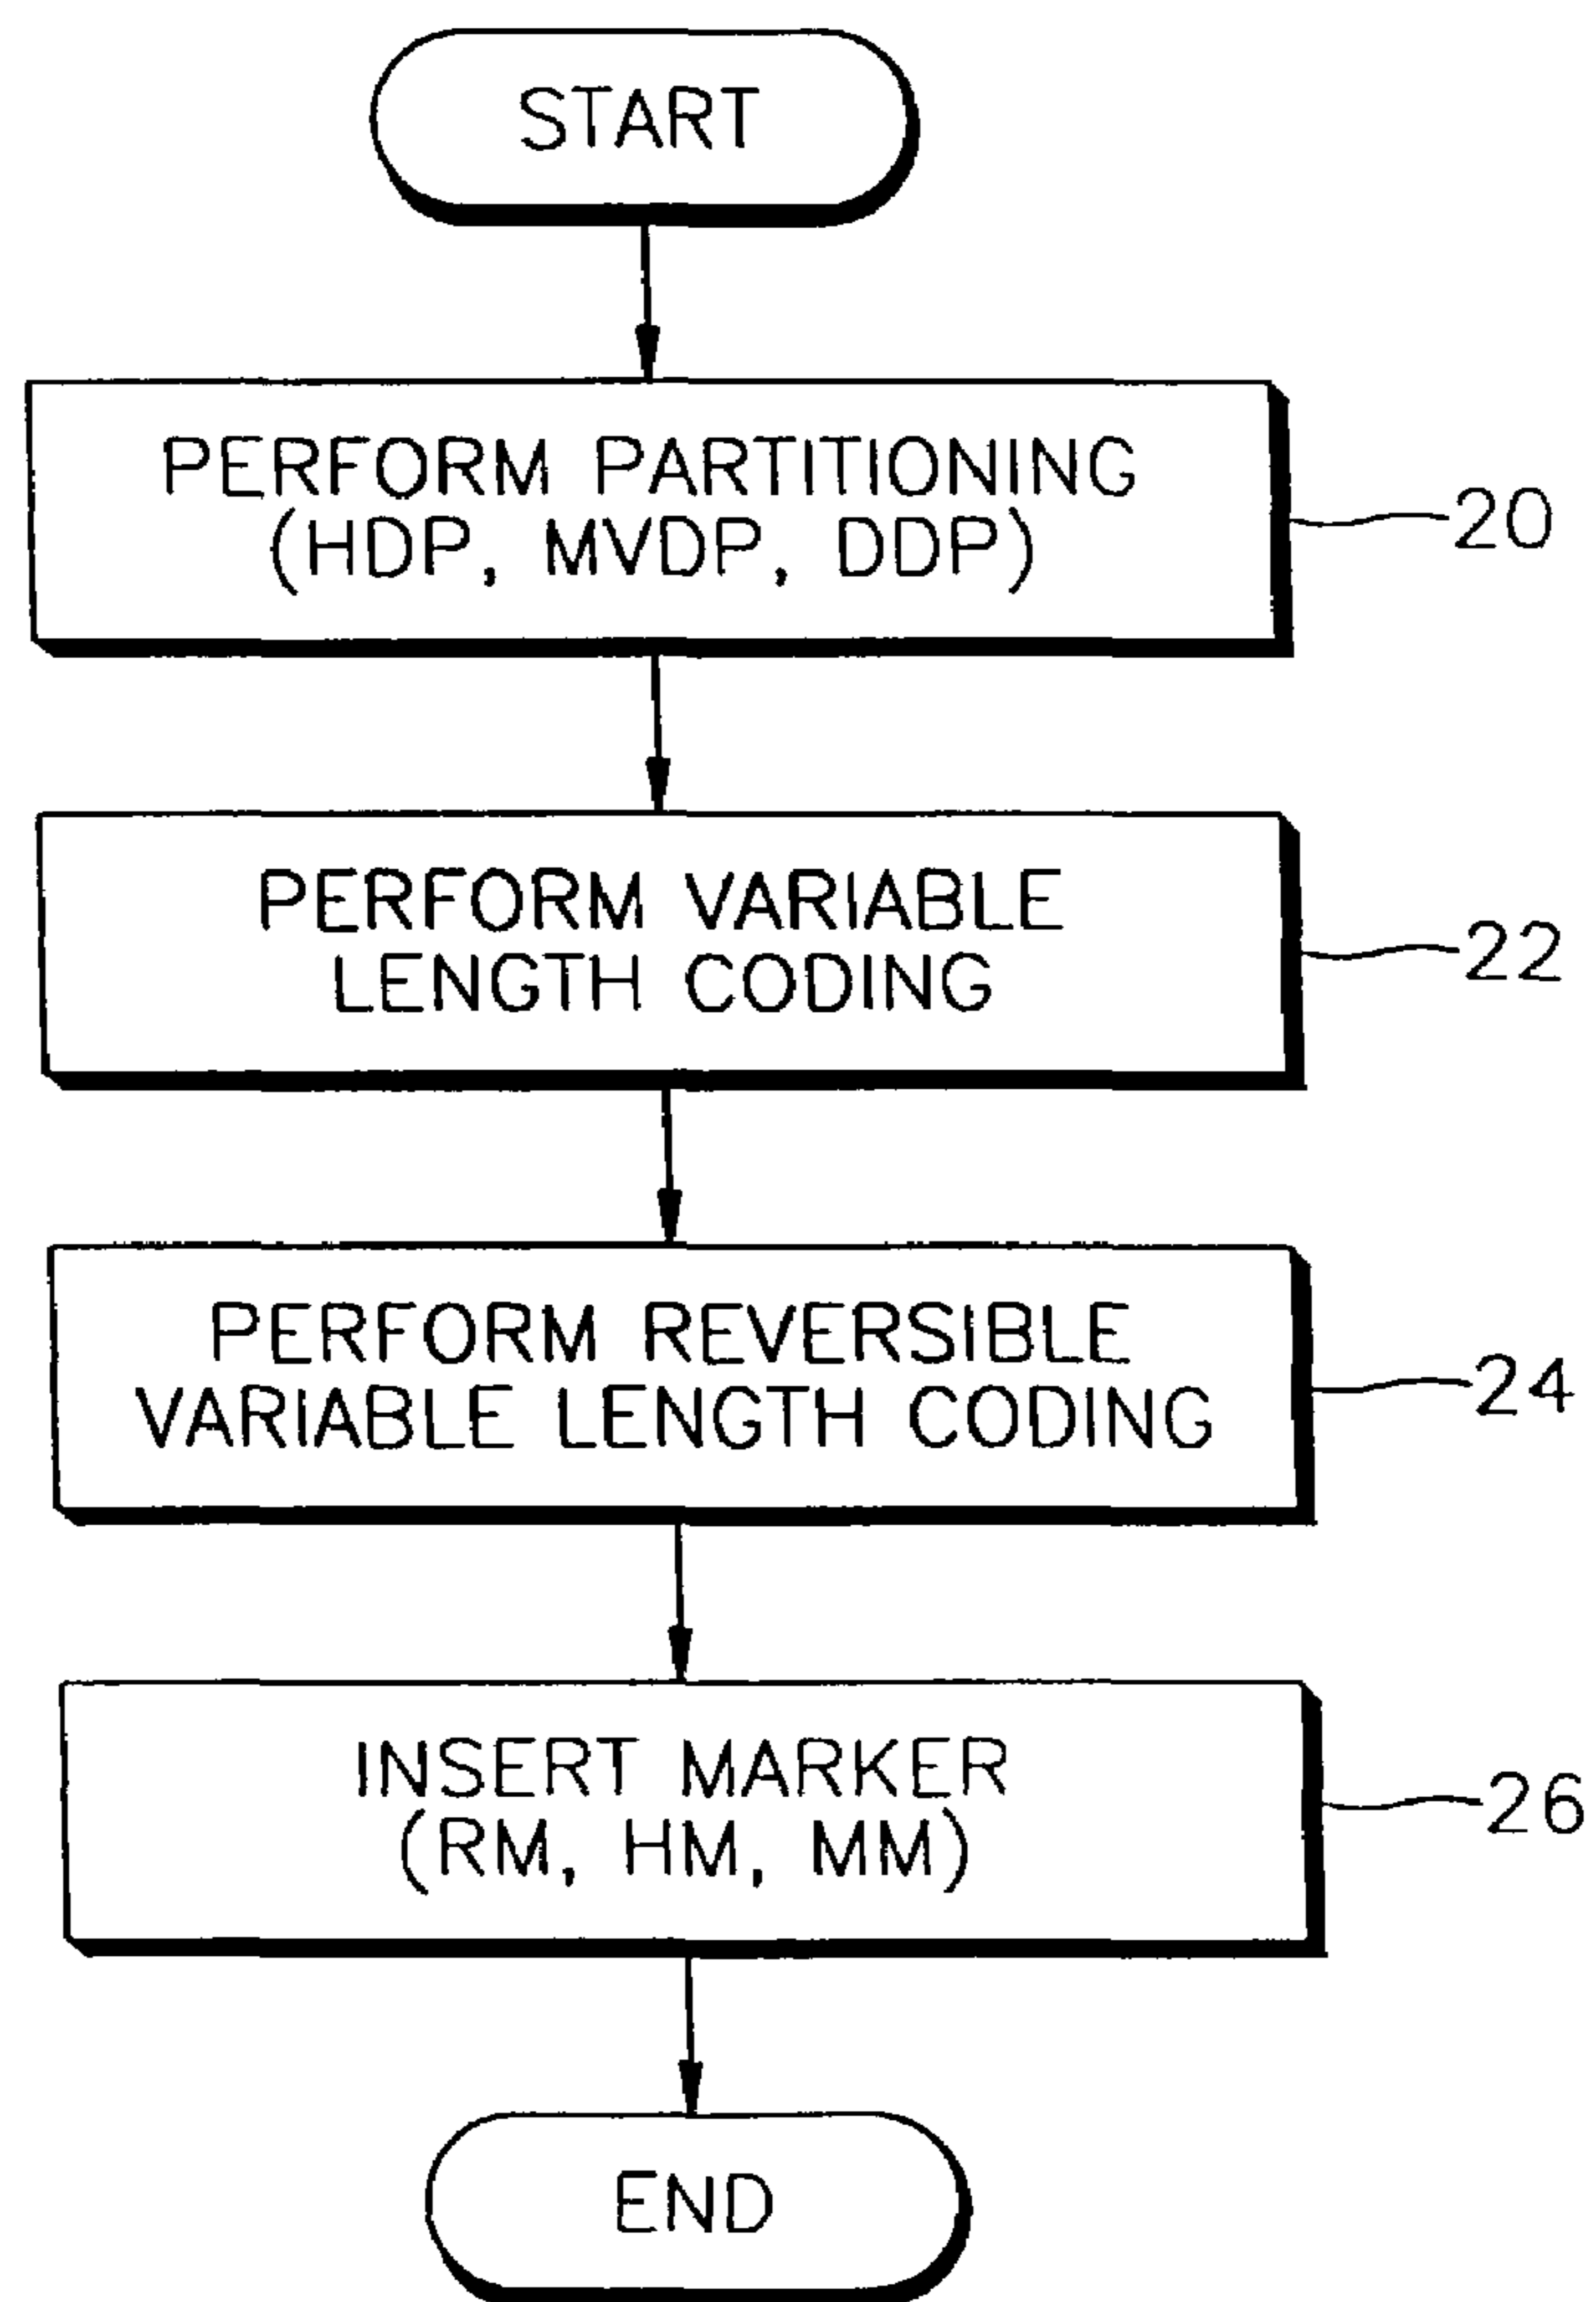 START
PERFORM PARTITIONING
(HDP, MVDP, DDP)
20
PERFORM VARIABLE
LENGTH CODING
22
PERFORM REVERSIBLE
VARIABLE LENGTH CODING
24
INSERT MARKER
(RM, HM, MM)
26
END